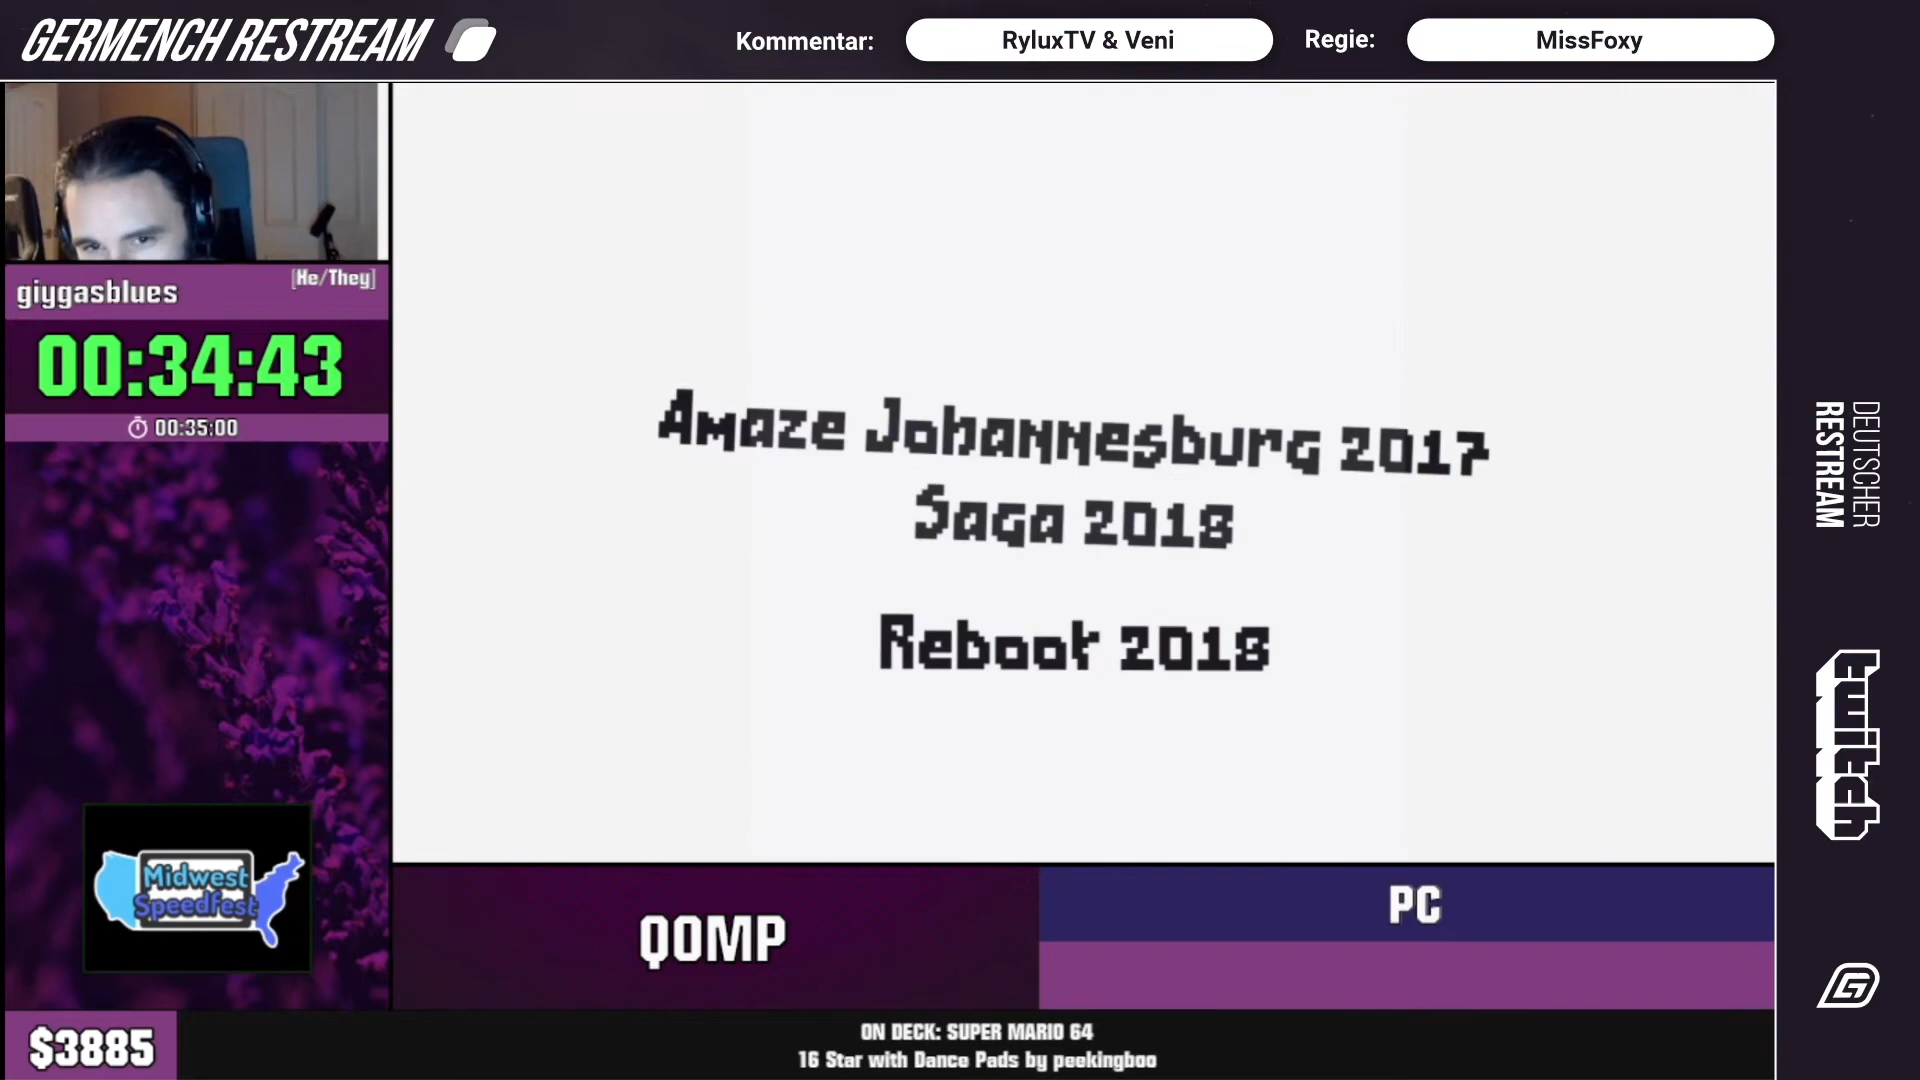 GERMENCH RESTREAM
Kommentar:
RyluxTV & Veni
Regie:
MissFoxy
giygasblues
[He/They]
00:34:43
00:35:00
Amaze Johannesburg 2017
Saga 2018
Reboot 2018
Midwest
Speedfest
QOMP
PC
$3885
ON DECK: SUPER MARIO 64
16 Star with Dance Pads by peekingboo
DEUTSCHER
RESTREAM
twitch
G